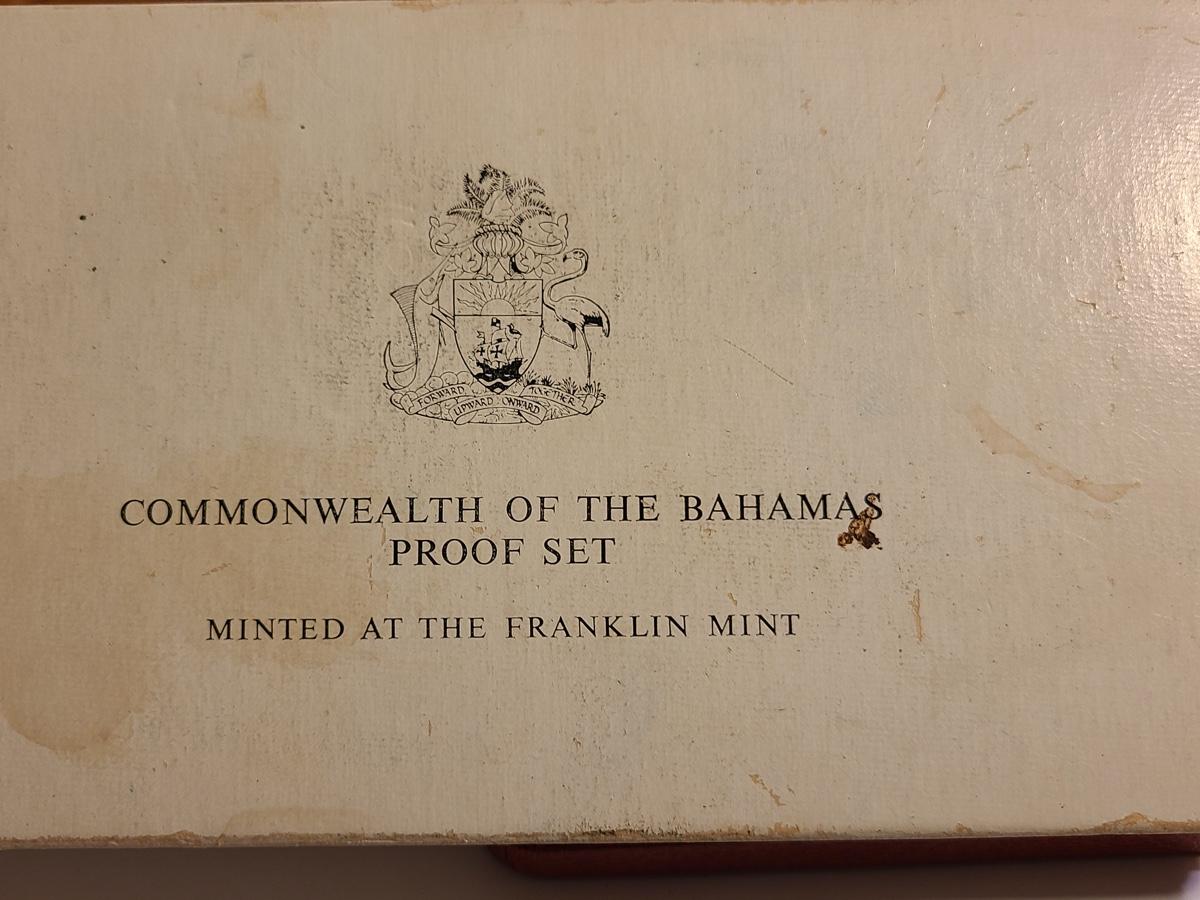 FORWARD UPWARD ONWARD TOGETHER
COMMONWEALTH OF THE BAHAMAS
PROOF SET
MINTED AT THE FRANKLIN MINT